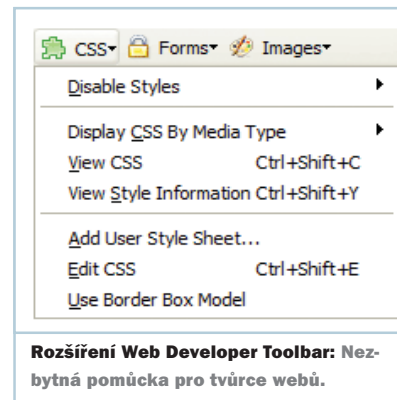 CSS Forms Images
Disable Styles
Display CSS By Media Type
View CSS Ctrl+Shift+C
View Style Information Ctrl+Shift+Y
Add User Style Sheet...
Edit CSS Ctrl+Shift+E
Use Border Box Model
Rozšíření Web Developer Toolbar: Nez-
bytná pomůcka pro tvůrce webů.